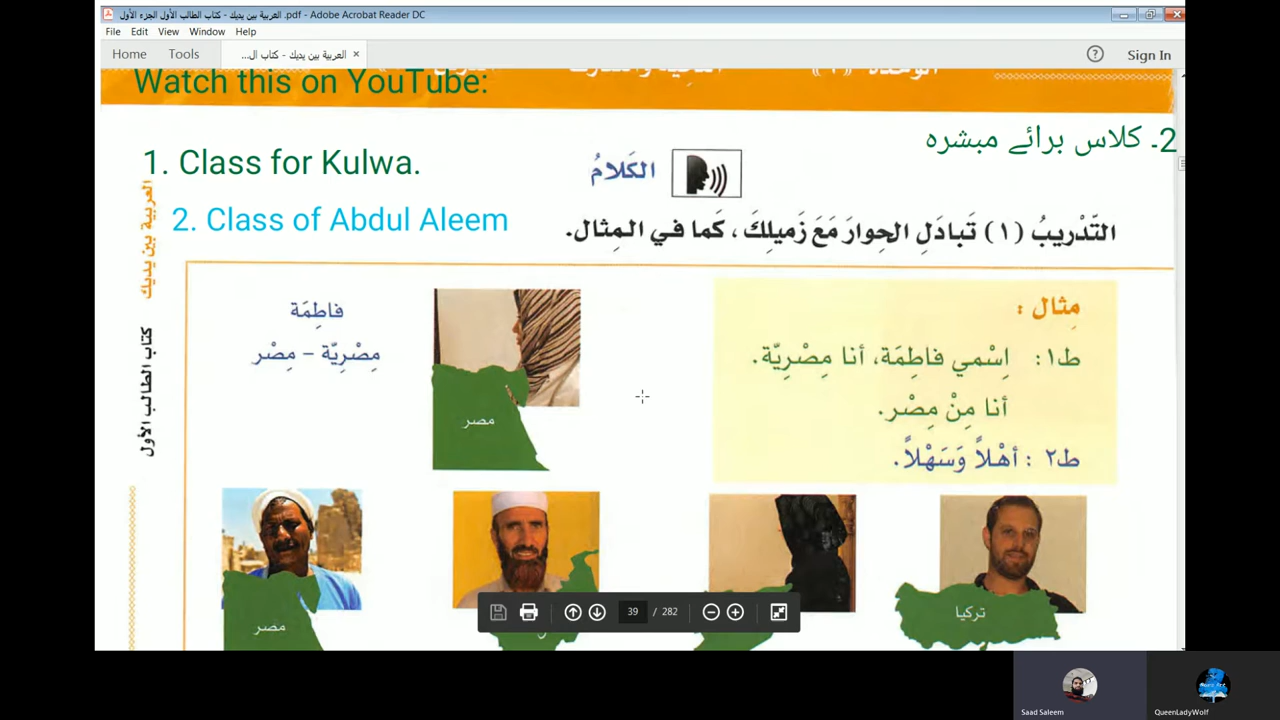 العربية بين يديك - كتاب الطالب الأول الجزء الأول .pdf - Adobe Acrobat Reader DC
File Edit View Window Help
Home Tools العربية بين يديك - كتاب ال... × ? Sign In
Watch this on YouTube:
2۔ کلاس برائے مبشرہ
1. Class for Kulwa.
الكَلامُ
2. Class of Abdul Aleem
التَّدْريبُ (١) تَبادَلِ الحِوارَ مَعَ زَميلِكَ، كَما في المِثال.
العربية بين يديك
كتاب الطالب الأول
مِثال :
ط١: اِسْمي فاطِمَة، أنا مِصْرِيَّة.
أنا مِنْ مِصْر.
ط٢ : أهْلاً وَسَهْلاً.
فاطِمَة
مِصْرِيَّة – مِصْر
مصر
تركيا
مصر
39 / 282
Saad Saleem
QueenLadyWolf